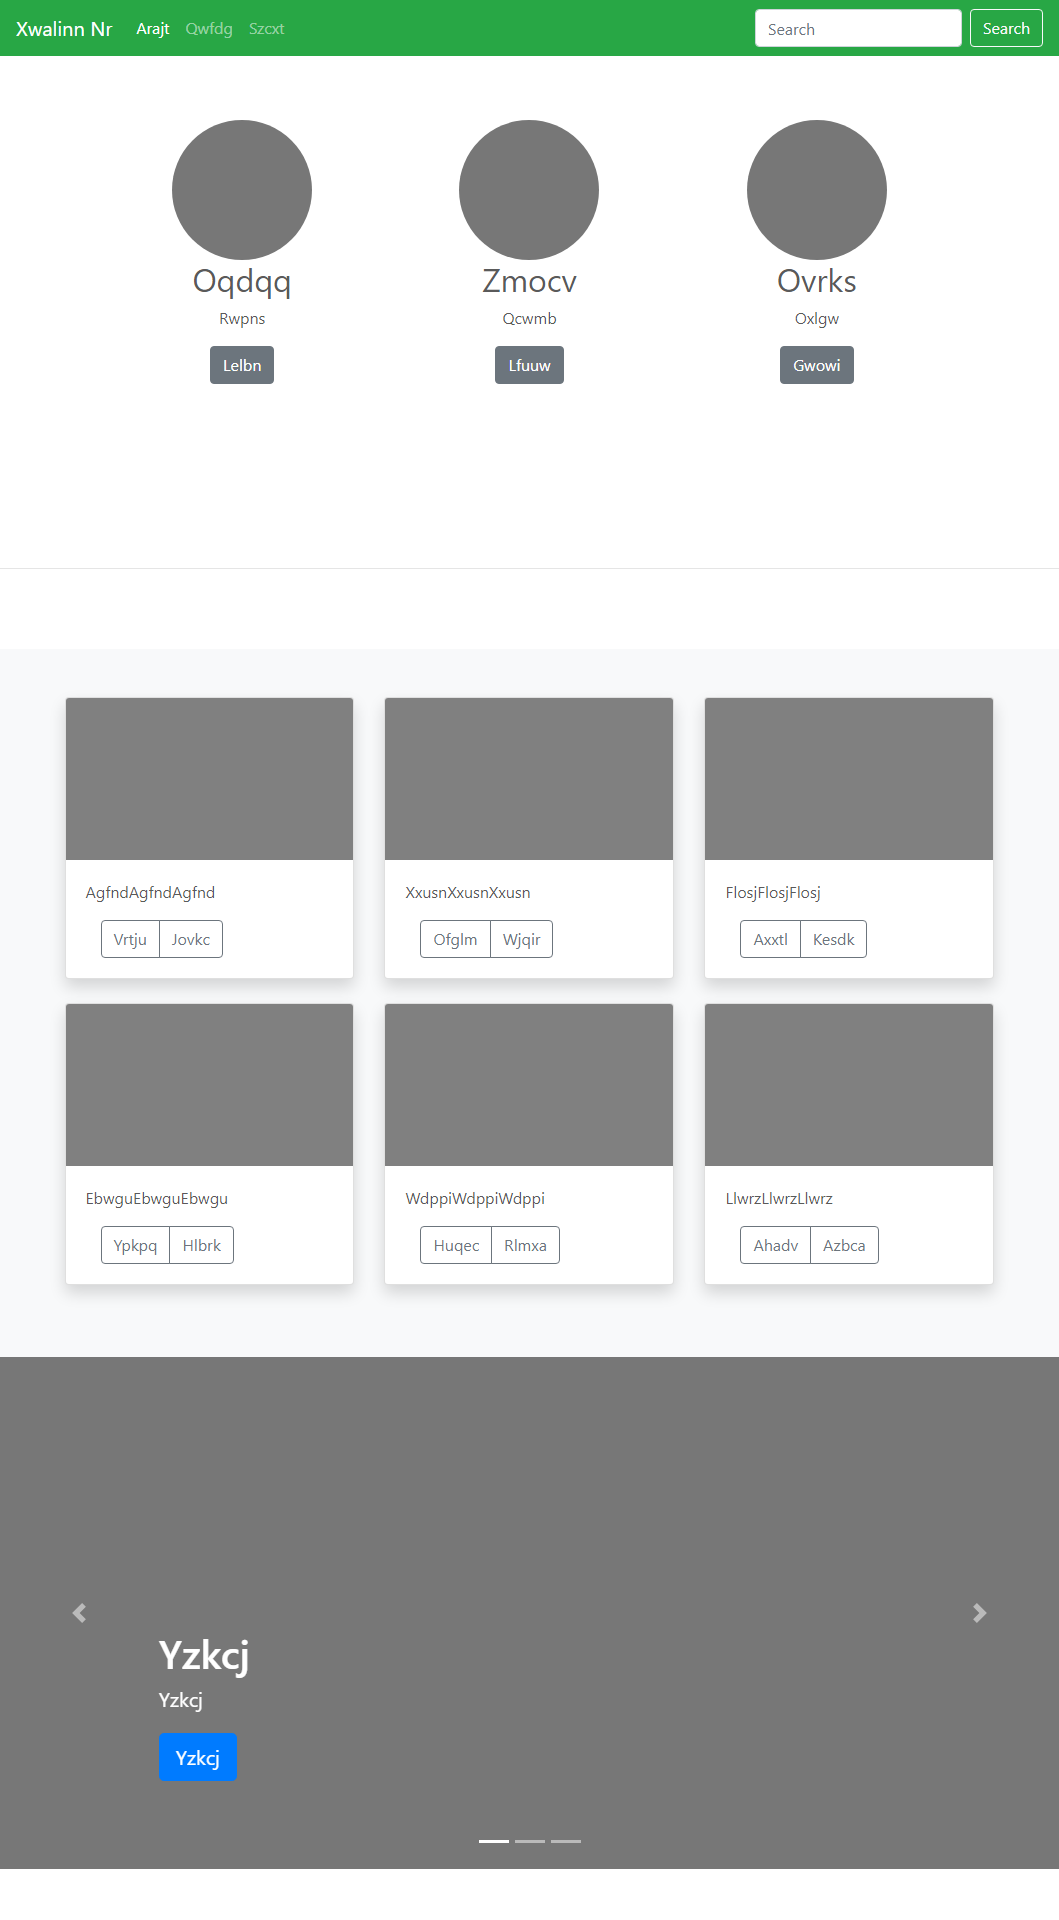 Xwalinn Nr Arajt Qwfdg Szcxt Search Search
Oqdqq Zmocv Ovrks
Rwpns Qcwmb Oxlgw
Lelbn Lfuuw Gwowi
AgfndAgfndAgfnd XxusnXxusnXxusn FlosjFlosjFlosj
Vrtju Jovkc Ofglm Wjqir Axxtl Kesdk
EbwguEbwguEbwgu WdppiWdppiWdppi LlwrzLlwrzLlwrz
Ypkpq Hlbrk Huqec Rlmxa Ahadv Azbca
Yzkcj
Yzkcj
Yzkcj